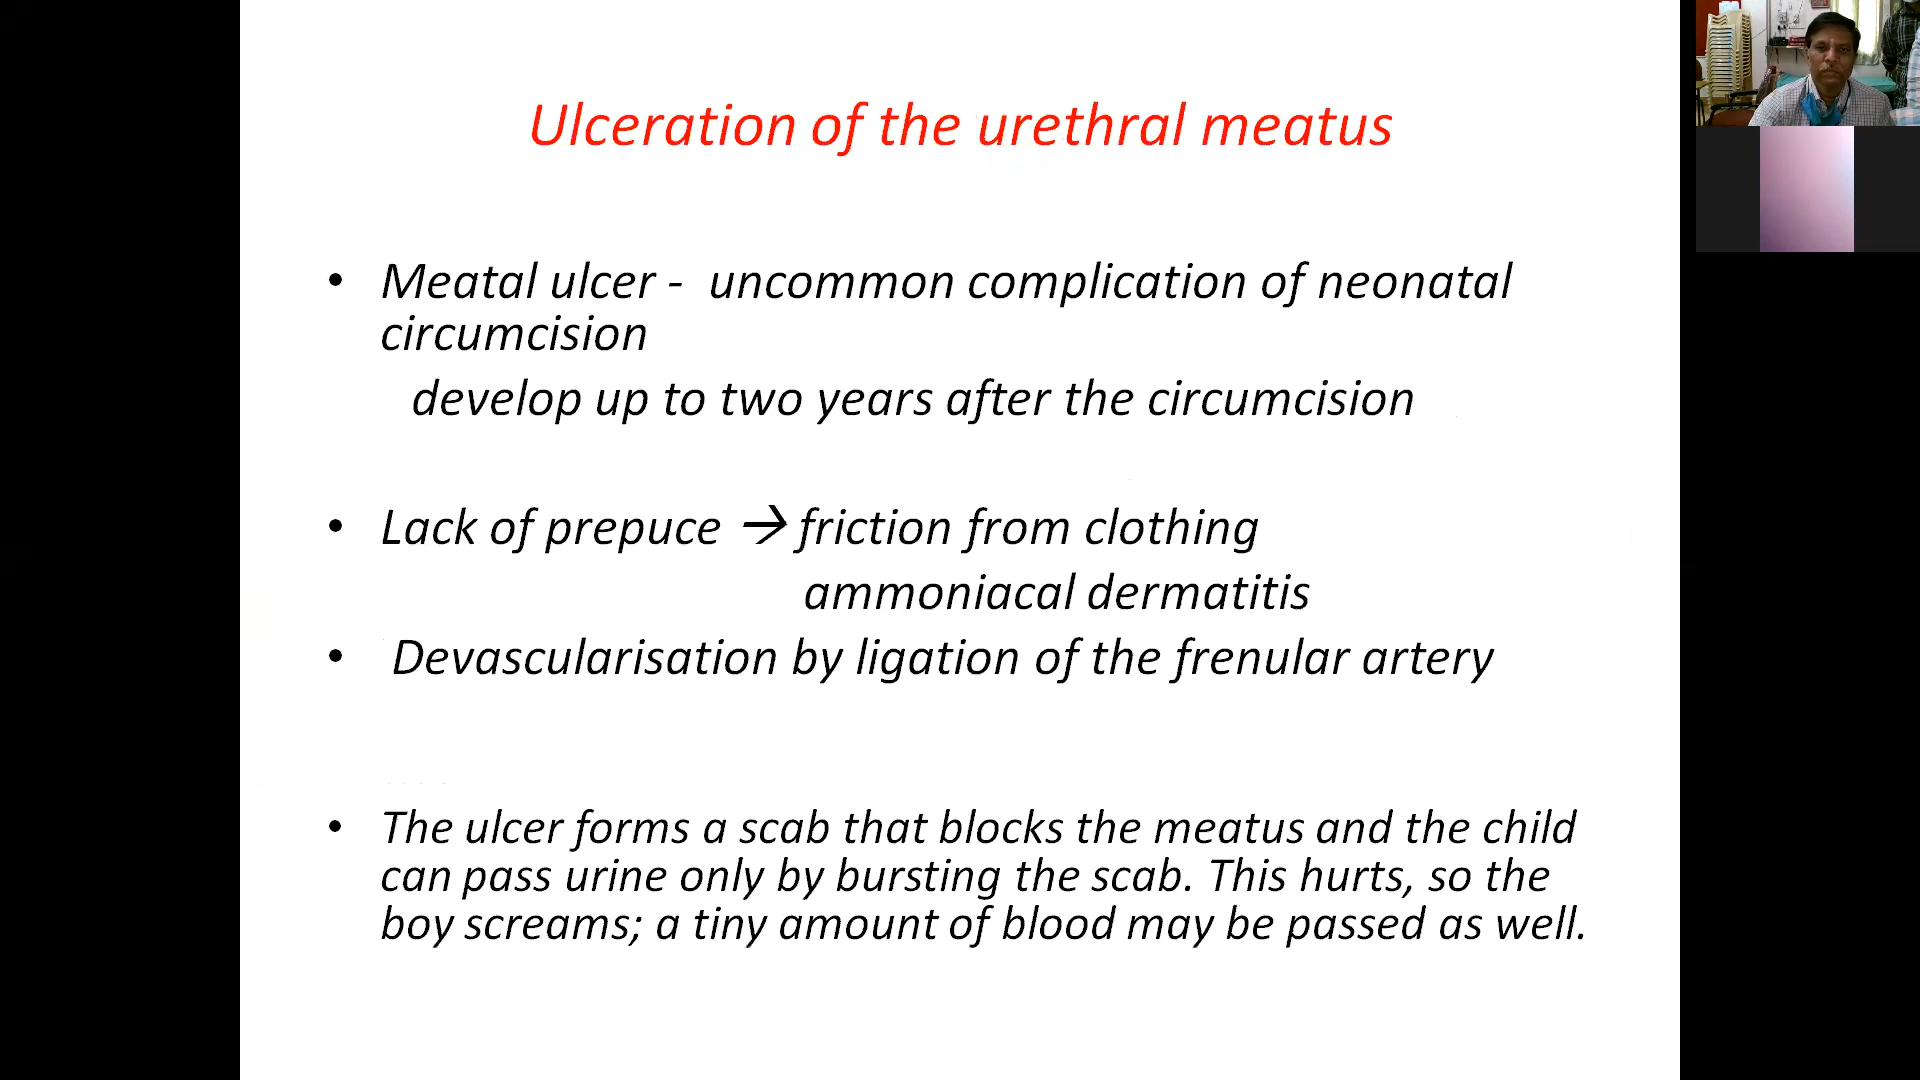 Ulceration of the urethral meatus
• Meatal ulcer -  uncommon complication of neonatal
circumcision
develop up to two years after the circumcision
• Lack of prepuce → friction from clothing
ammoniacal dermatitis
• Devascularisation by ligation of the frenular artery
• The ulcer forms a scab that blocks the meatus and the child
can pass urine only by bursting the scab. This hurts, so the
boy screams; a tiny amount of blood may be passed as well.